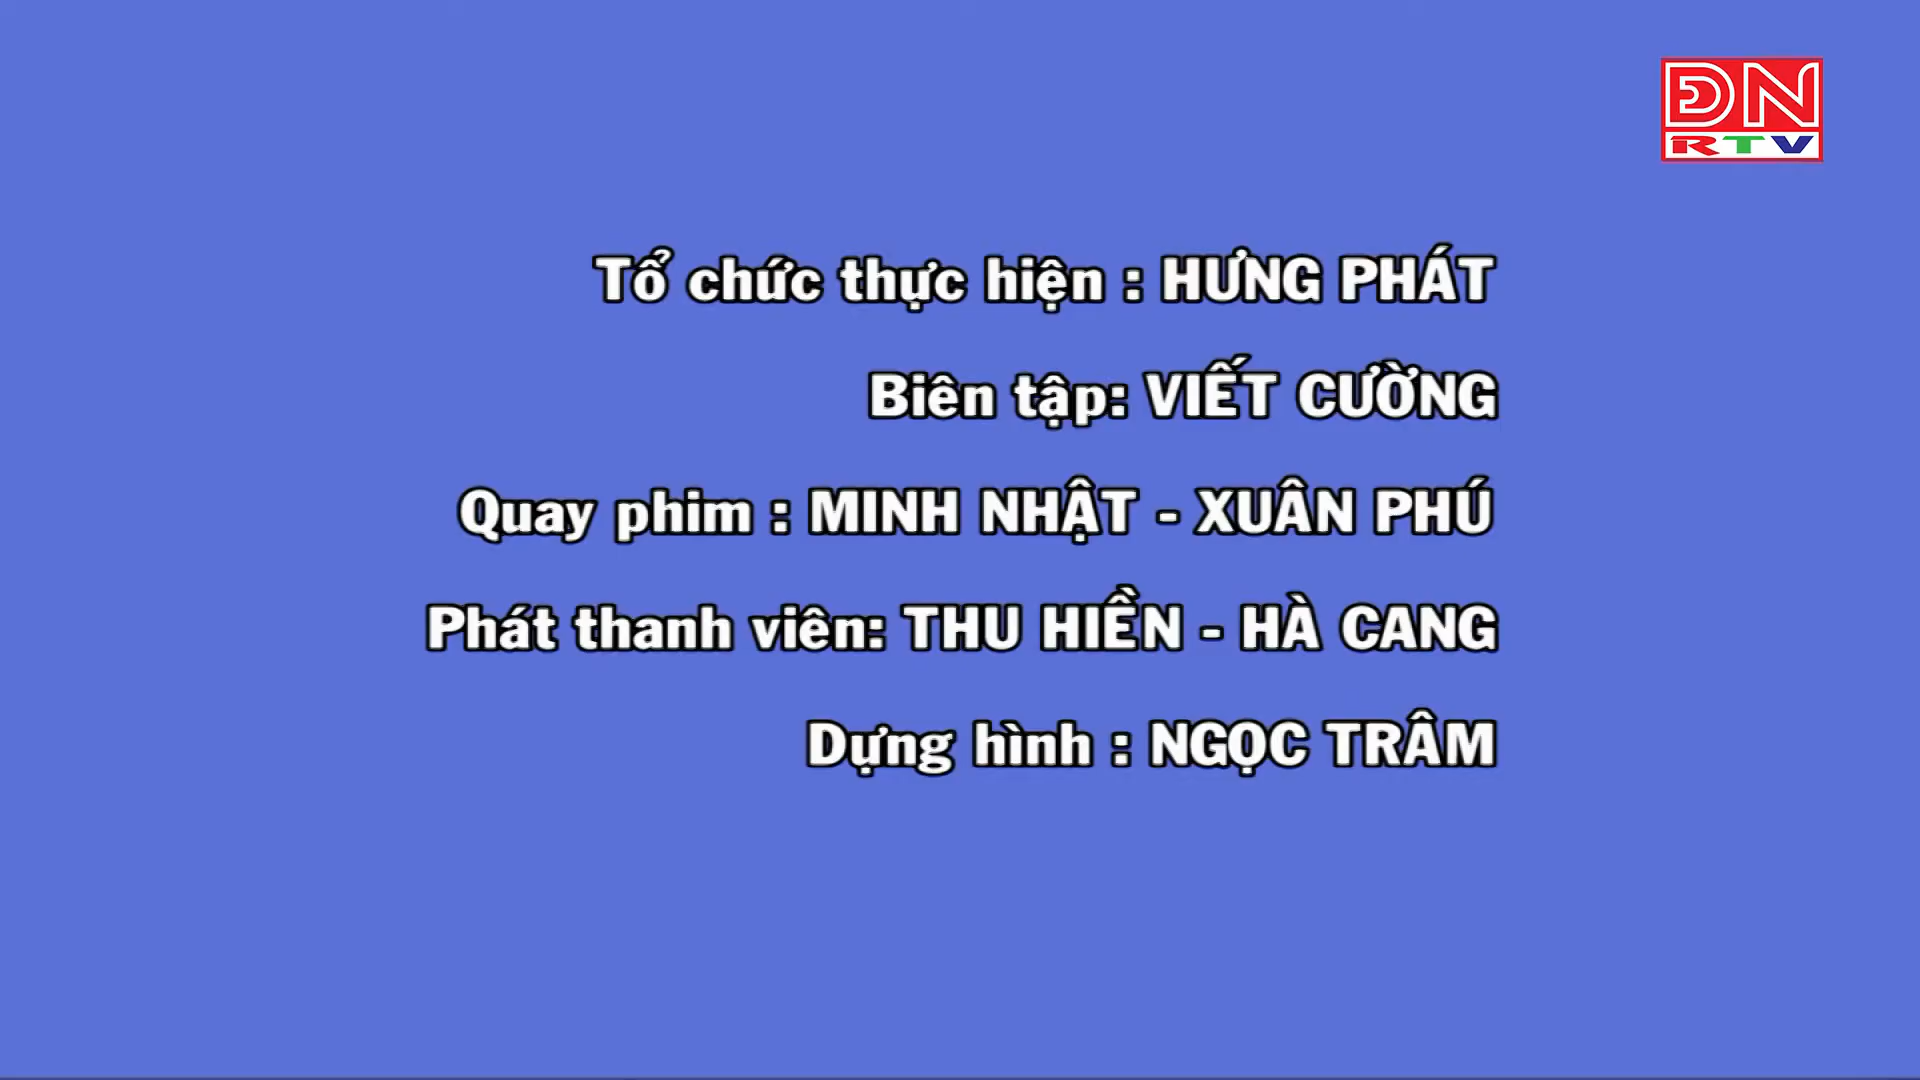 ĐN
RTV
Tổ chức thực hiện : HƯNG PHÁT
Biên tập: VIẾT CƯỜNG
Quay phim : MINH NHẬT - XUÂN PHÚ
Phát thanh viên: THU HIỀN - HÀ CANG
Dựng hình : NGỌC TRÂM